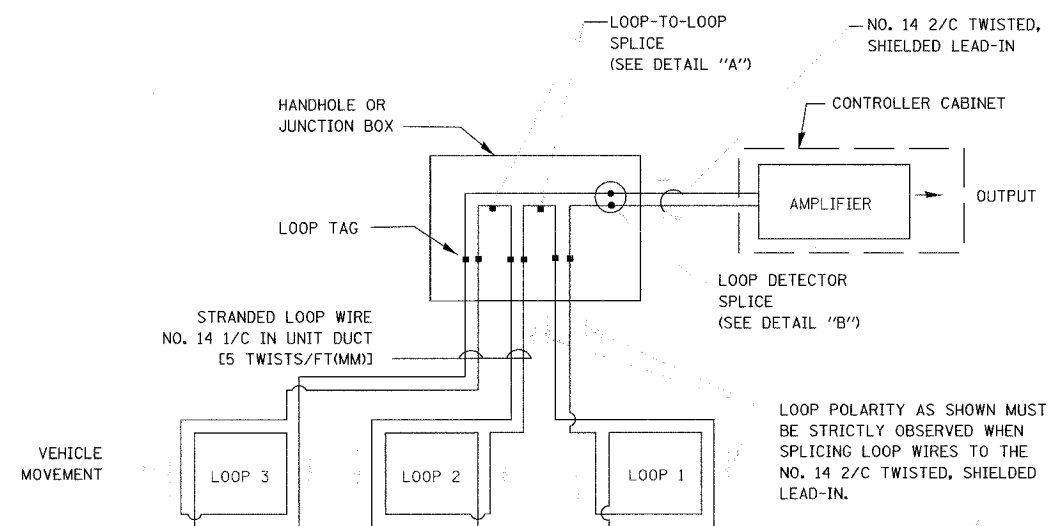 LOOP-TO-LOOP
SPLICE
(SEE DETAIL "A")
NO. 14 2/C TWISTED,
SHIELDED LEAD-IN
HANDHOLE OR
JUNCTION BOX
CONTROLLER CABINET
AMPLIFIER
OUTPUT
LOOP TAG
LOOP DETECTOR
SPLICE
(SEE DETAIL "B")
STRANDED LOOP WIRE
NO. 14 1/C IN UNIT DUCT
[5 TWISTS/FT(MM)]
VEHICLE
MOVEMENT
LOOP 3
LOOP 2
LOOP 1
LOOP POLARITY AS SHOWN MUST
BE STRICTLY OBSERVED WHEN
SPLICING LOOP WIRES TO THE
NO. 14 2/C TWISTED, SHIELDED
LEAD-IN.